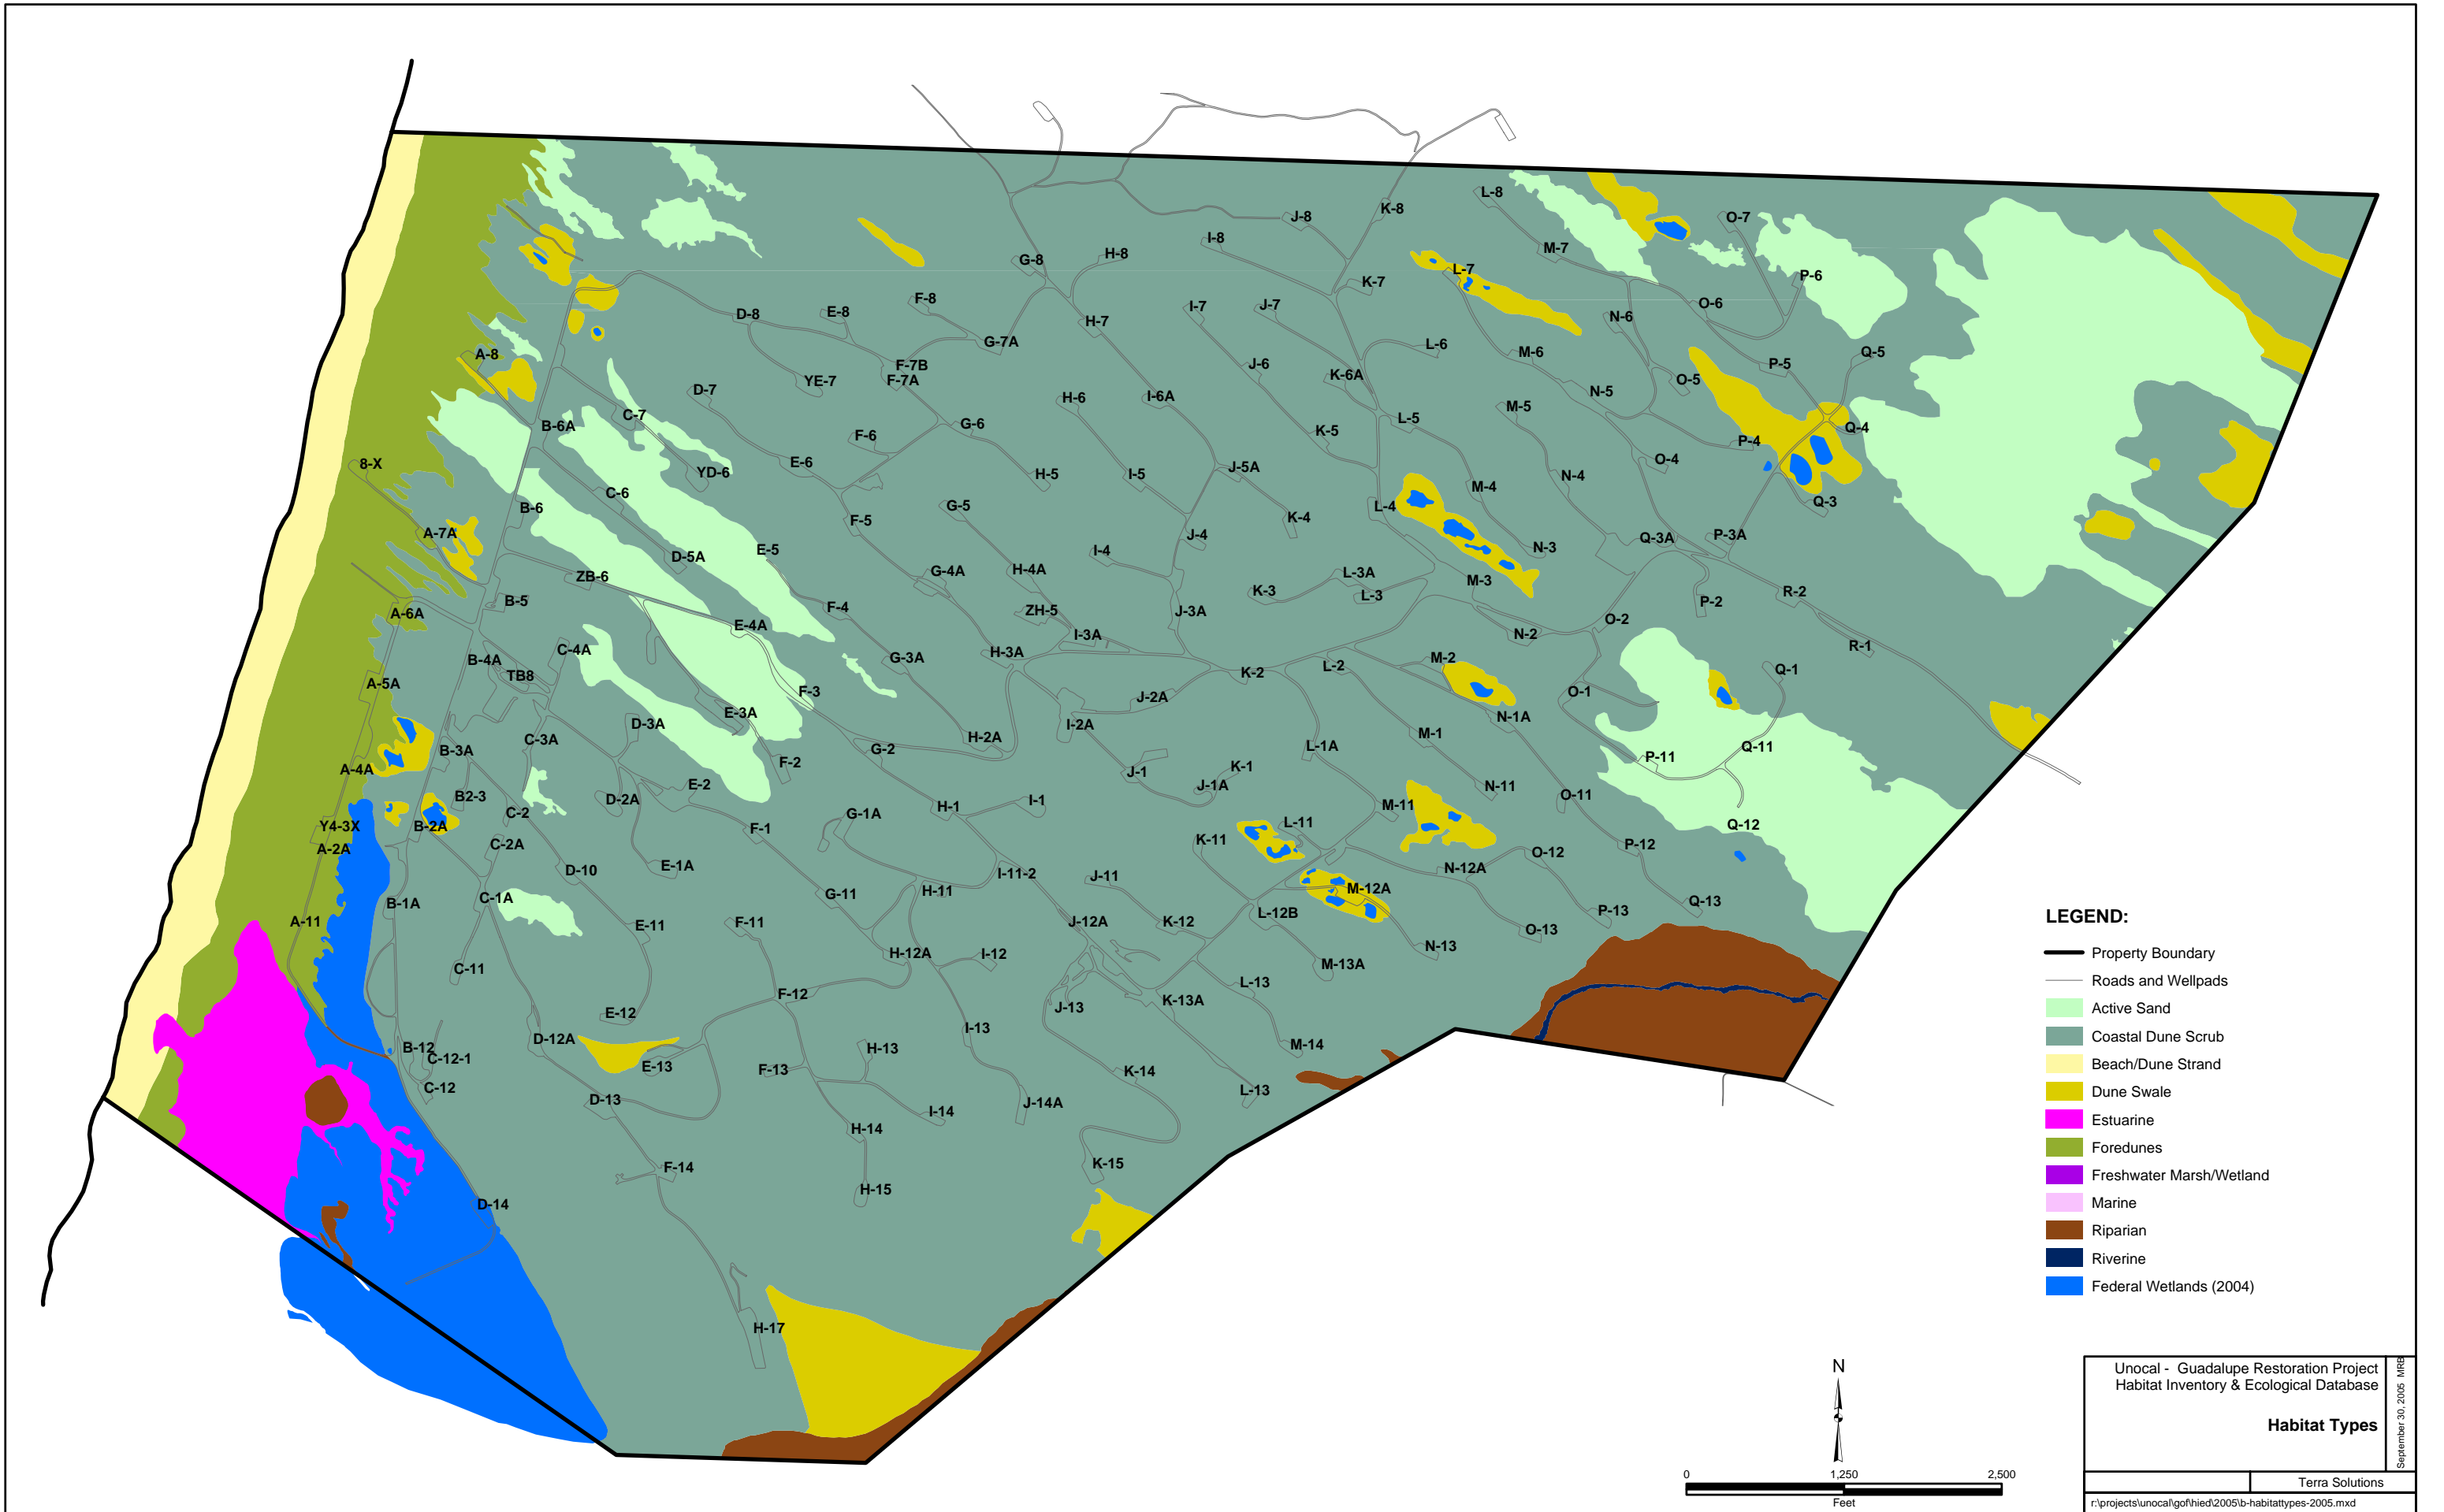 L-8
J-8
K-8
O-7
I-8
M-7
G-8
H-8
L-7
P-6
K-7
F-8
D-8
E-8
I-7
J-7
O-6
N-6
H-7
G-7A
L-6
M-6
Q-5
A-8
F-7B
J-6
P-5
YE-7
F-7A
K-6A
O-5
D-7
N-5
H-6
I-6A
M-5
C-7
L-5
B-6A
G-6
K-5
Q-4
F-6
P-4
8-X
E-6
O-4
YD-6
H-5
I-5
J-5A
N-4
C-6
M-4
B-6
G-5
L-4
Q-3
F-5
K-4
A-7A
J-4
Q-3A
P-3A
E-5
I-4
N-3
D-5A
G-4A
H-4A
L-3A
M-3
ZB-6
K-3
L-3
R-2
B-5
F-4
P-2
A-6A
ZH-5
J-3A
O-2
E-4A
I-3A
N-2
C-4A
R-1
B-4A
G-3A
H-3A
M-2
L-2
Q-1
TB8
K-2
A-5A
F-3
J-2A
O-1
E-3A
D-3A
I-2A
N-1A
C-3A
H-2A
M-1
B-3A
G-2
L-1A
Q-11
F-2
P-11
A-4A
J-1
K-1
E-2
J-1A
N-11
B2-3
D-2A
I-1
O-11
H-1
M-11
C-2
G-1A
Y4-3X
B-2A
F-1
L-11
Q-12
A-2A
C-2A
K-11
P-12
O-12
E-1A
D-10
I-11-2
N-12A
J-11
H-11
M-12A
C-1A
G-11
Q-13
B-1A
P-13
L-12B
A-11
F-11
E-11
J-12A
K-12
O-13
H-12A
I-12
N-13
C-11
M-13A
L-13
F-12
K-13A
J-13
E-12
I-13
D-12A
B-12
H-13
M-14
C-12-1
E-13
F-13
K-14
C-12
L-13
D-13
J-14A
I-14
H-14
F-14
K-15
H-15
D-14
H-17
LEGEND:
Property Boundary
Roads and Wellpads
Active Sand
Coastal Dune Scrub
Beach/Dune Strand
Dune Swale
Estuarine
Foredunes
Freshwater Marsh/Wetland
Marine
Riparian
Riverine
Federal Wetlands (2004)
N
0 1,250 2,500
Feet
Unocal - Guadalupe Restoration Project
Habitat Inventory & Ecological Database
Habitat Types
September 30, 2005 MRB
Terra Solutions
r:\projects\unocal\gof\hied\2005\b-habitattypes-2005.mxd